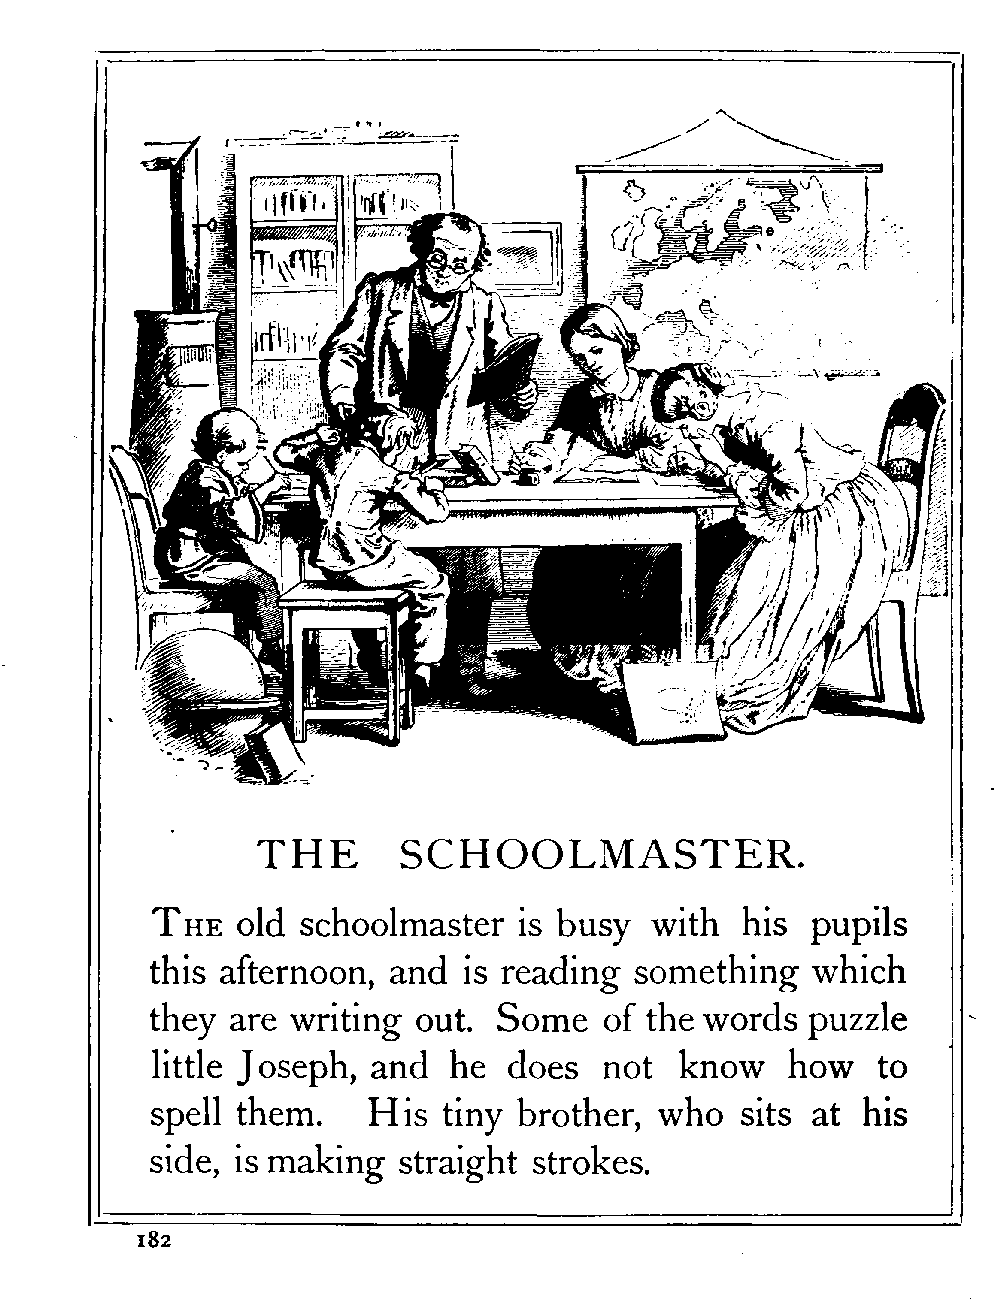 THE SCHOOLMASTER.
THE old schoolmaster is busy with his pupils
this afternoon, and is reading something which
they are writing out. Some of the words puzzle
little Joseph, and he does not know how to
spell them. His tiny brother, who sits at his
side, is making straight strokes.
182